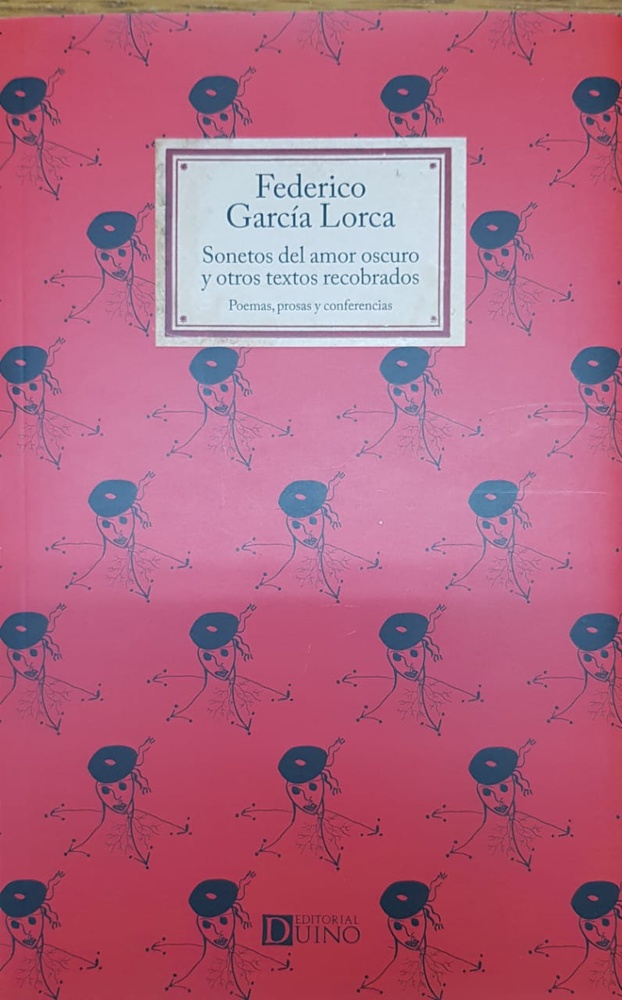 Federico
García Lorca
Sonetos del amor oscuro
y otros textos recobrados
Poemas, prosas y conferencias
EDITORIAL
DUINO